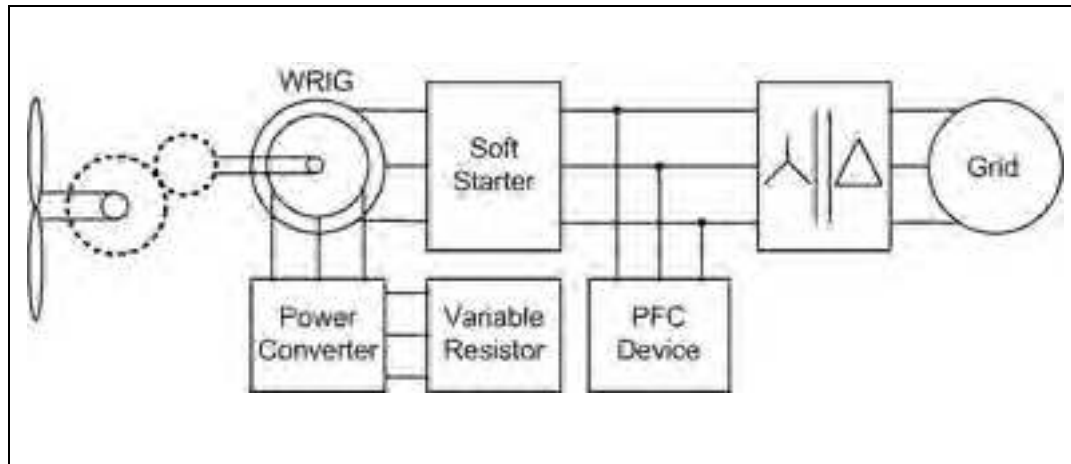 WRIG
Soft
Starter
Grid
Power
Converter
Variable
Resistor
PFC
Device